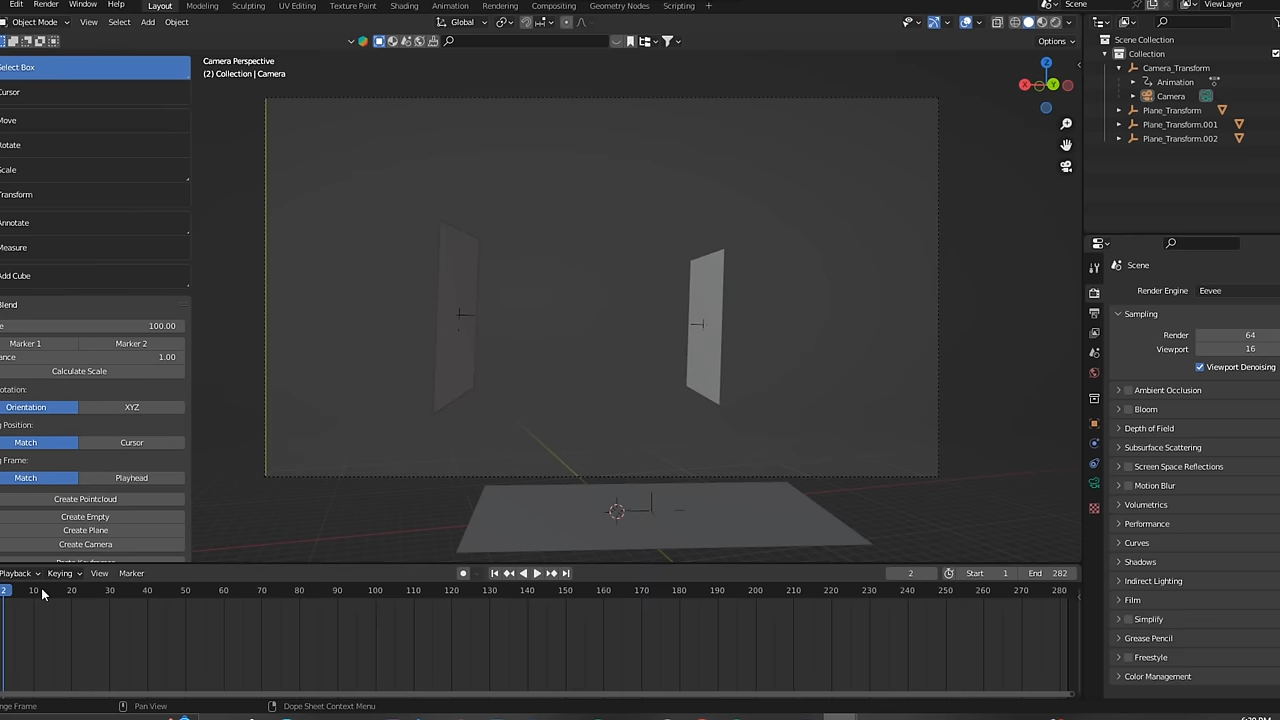 Edit Render Window Help Layout Modeling Sculpting UV Editing Texture Paint Shading Animation Rendering Compositing Geometry Nodes Scripting + Scene ViewLayer
Object Mode View Select Add Object Global
Options
Select Box
Cursor
Move
Rotate
Scale
Transform
Annotate
Measure
Add Cube
Blend
100.00
Marker 1 Marker 2
1.00
Calculate Scale
Orientation XYZ
Match Cursor
Match Playhead
Create Pointcloud
Create Empty
Create Plane
Create Camera
Camera Perspective
(2) Collection | Camera
Z
X
Y
Scene Collection
Collection
Camera_Transform
Animation
Camera
Plane_Transform
Plane_Transform.001
Plane_Transform.002
Scene
Render Engine Eevee
Sampling
Render 64
Viewport 16
Viewport Denoising
Ambient Occlusion
Bloom
Depth of Field
Subsurface Scattering
Screen Space Reflections
Motion Blur
Volumetrics
Performance
Curves
Shadows
Indirect Lighting
Film
Simplify
Grease Pencil
Freestyle
Color Management
Playback Keying View Marker 2 Start 1 End 282
2 10 20 30 40 50 60 70 80 90 100 110 120 130 140 150 160 170 180 190 200 210 220 230 240 250 260 270 280
Pan View Dope Sheet Context Menu